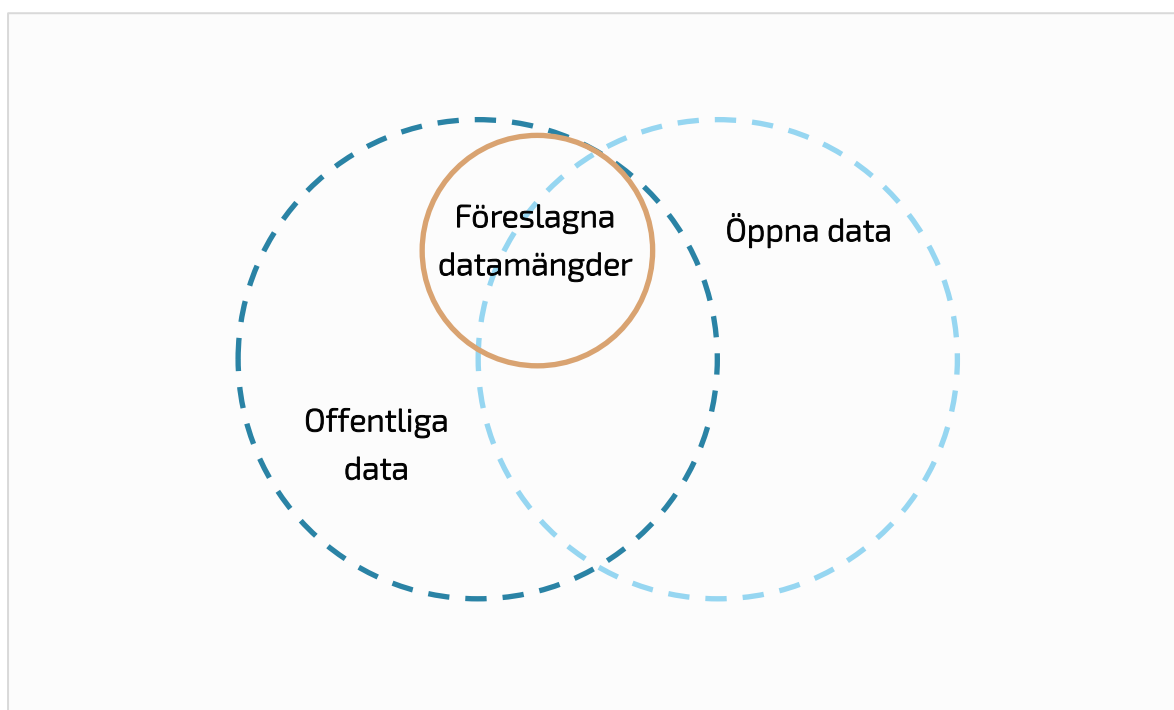 Föreslagna
datamängder
Öppna data
Offentliga
data